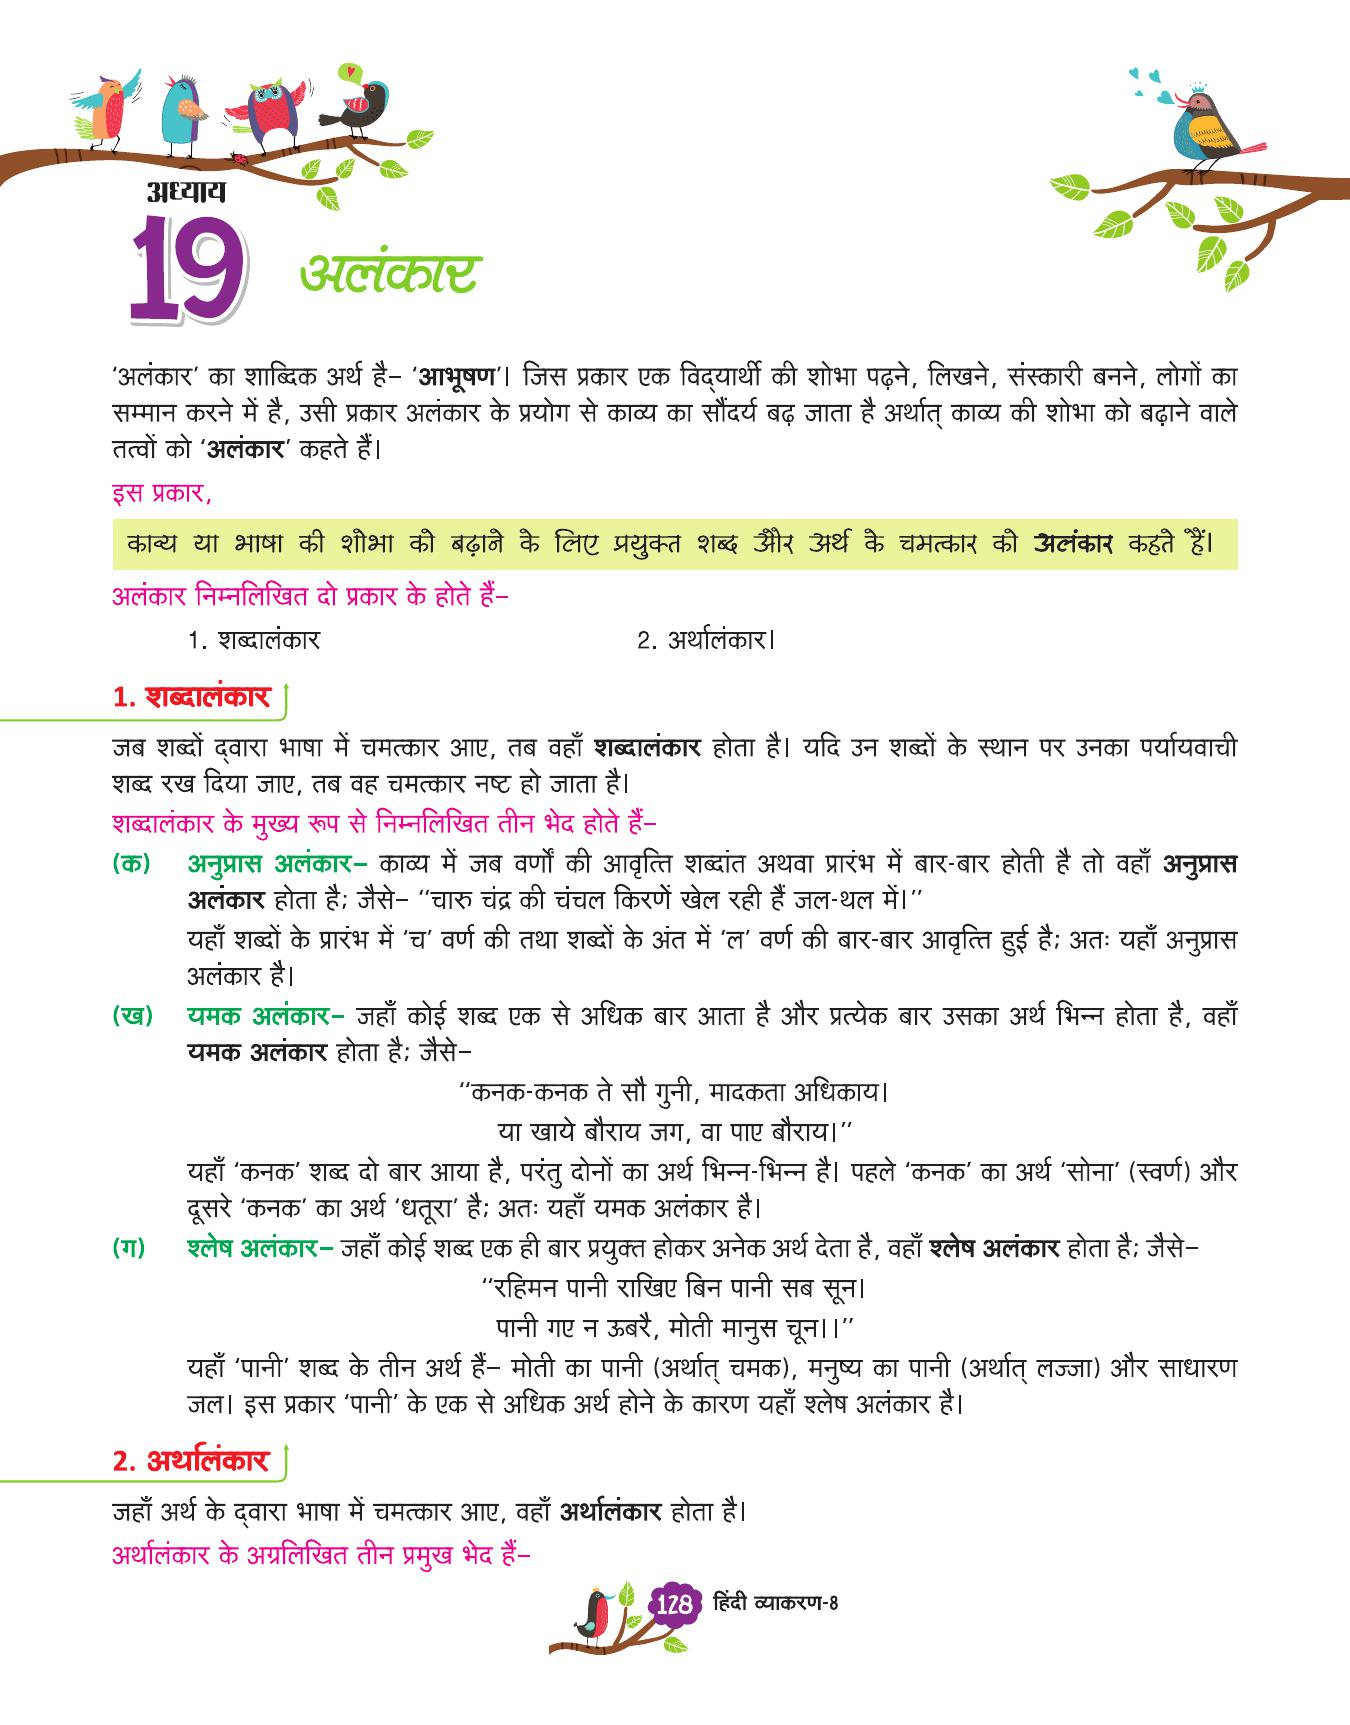 अध्याय
19
अलंकार
‘अलंकार’ का शाब्दिक अर्थ है– ‘आभूषण’। जिस प्रकार एक विद्यार्थी की शोभा पढ़ने, लिखने, संस्कारी बनने, लोगों का
सम्मान करने में है, उसी प्रकार अलंकार के प्रयोग से काव्य का सौंदर्य बढ़ जाता है अर्थात् काव्य की शोभा को बढ़ाने वाले
तत्वों को ‘अलंकार’ कहते हैं।
इस प्रकार,
काव्य या भाषा की शोभा को बढ़ाने के लिए प्रयुक्त शब्द और अर्थ के चमत्कार को अलंकार कहते हैं।
अलंकार निम्नलिखित दो प्रकार के होते हैं–
1. शब्दालंकार 2. अर्थालंकार।
1. शब्दालंकार
जब शब्दों द्वारा भाषा में चमत्कार आए, तब वहाँ शब्दालंकार होता है। यदि उन शब्दों के स्थान पर उनका पर्यायवाची
शब्द रख दिया जाए, तब वह चमत्कार नष्ट हो जाता है।
शब्दालंकार के मुख्य रूप से निम्नलिखित तीन भेद होते हैं–
(क) अनुप्रास अलंकार– काव्य में जब वर्णों की आवृत्ति शब्दांत अथवा प्रारंभ में बार-बार होती है तो वहाँ अनुप्रास
अलंकार होता है; जैसे– ‘‘चारु चंद्र की चंचल किरणें खेल रही हैं जल-थल में।’’
यहाँ शब्दों के प्रारंभ में ‘च’ वर्ण की तथा शब्दों के अंत में ‘ल’ वर्ण की बार-बार आवृत्ति हुई है; अतः यहाँ अनुप्रास
अलंकार है।
(ख) यमक अलंकार– जहाँ कोई शब्द एक से अधिक बार आता है और प्रत्येक बार उसका अर्थ भिन्न होता है, वहाँ
यमक अलंकार होता है; जैसे–
‘‘कनक-कनक ते सौ गुनी, मादकता अधिकाय।
या खाये बौराय जग, वा पाए बौराय।’’
यहाँ ‘कनक’ शब्द दो बार आया है, परंतु दोनों का अर्थ भिन्न-भिन्न है। पहले ‘कनक’ का अर्थ ‘सोना’ (स्वर्ण) और
दूसरे ‘कनक’ का अर्थ ‘धतूरा’ है; अतः यहाँ यमक अलंकार है।
(ग) श्लेष अलंकार– जहाँ कोई शब्द एक ही बार प्रयुक्त होकर अनेक अर्थ देता है, वहाँ श्लेष अलंकार होता है; जैसे–
‘‘रहिमन पानी राखिए बिन पानी सब सून।
पानी गए न ऊबरै, मोती मानुस चून।।’’
यहाँ ‘पानी’ शब्द के तीन अर्थ हैं– मोती का पानी (अर्थात् चमक), मनुष्य का पानी (अर्थात् लज्जा) और साधारण
जल। इस प्रकार ‘पानी’ के एक से अधिक अर्थ होने के कारण यहाँ श्लेष अलंकार है।
2. अर्थालंकार
जहाँ अर्थ के द्वारा भाषा में चमत्कार आए, वहाँ अर्थालंकार होता है।
अर्थालंकार के अग्रलिखित तीन प्रमुख भेद हैं–
128 हिंदी व्याकरण-8